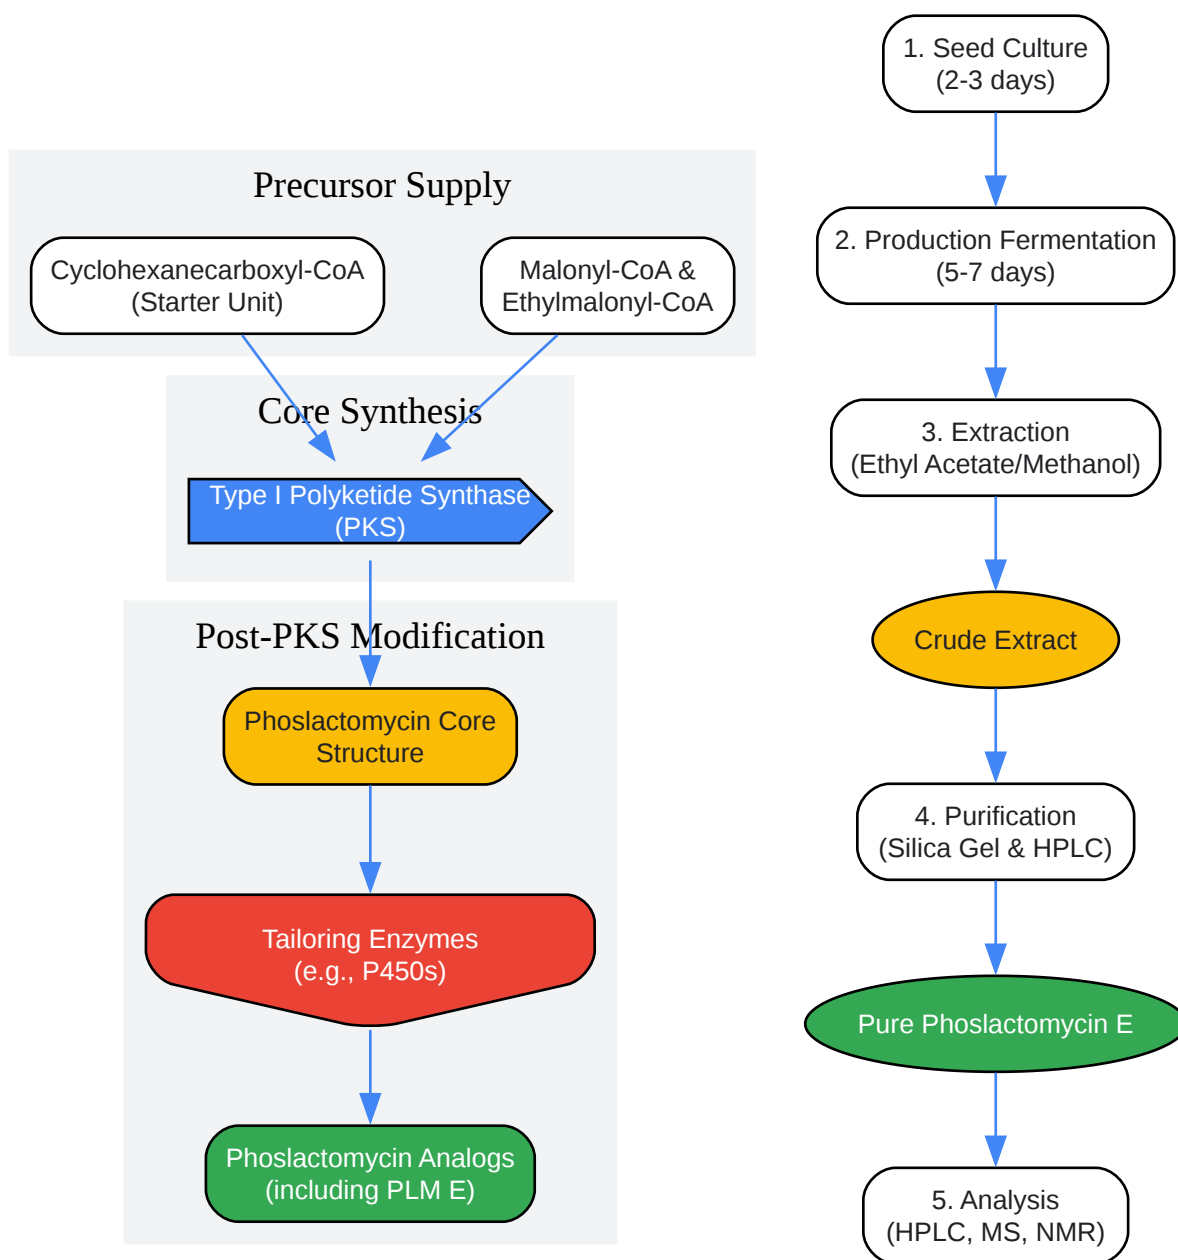 Precursor Supply
Cyclohexanecarboxyl-CoA
(Starter Unit)
Malonyl-CoA &
Ethylmalonyl-CoA
Core Synthesis
Type I Polyketide Synthase
(PKS)
Post-PKS Modification
Phoslactomycin Core
Structure
Tailoring Enzymes
(e.g., P450s)
Phoslactomycin Analogs
(including PLM E)
1. Seed Culture
(2-3 days)
2. Production Fermentation
(5-7 days)
3. Extraction
(Ethyl Acetate/Methanol)
Crude Extract
4. Purification
(Silica Gel & HPLC)
Pure Phoslactomycin E
5. Analysis
(HPLC, MS, NMR)